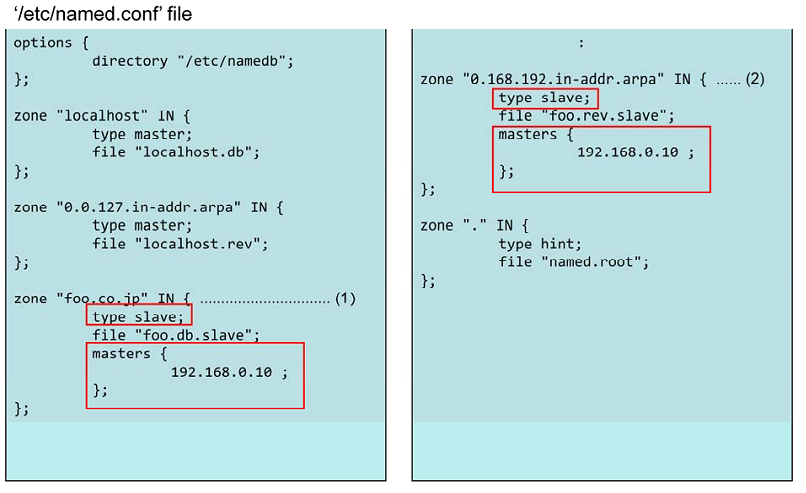 ‘/etc/named.conf’ file
options {
directory "/etc/namedb";
};
zone "localhost" IN {
type master;
file "localhost.db";
};
zone "0.0.127.in-addr.arpa" IN {
type master;
file "localhost.rev";
};
zone "foo.co.jp" IN { ............................... (1)
type slave;
file "foo.db.slave";
masters {
192.168.0.10 ;
};
};
:
zone "0.168.192.in-addr.arpa" IN { ...... (2)
type slave;
file "foo.rev.slave";
masters {
192.168.0.10 ;
};
};
zone "." IN {
type hint;
file "named.root";
};